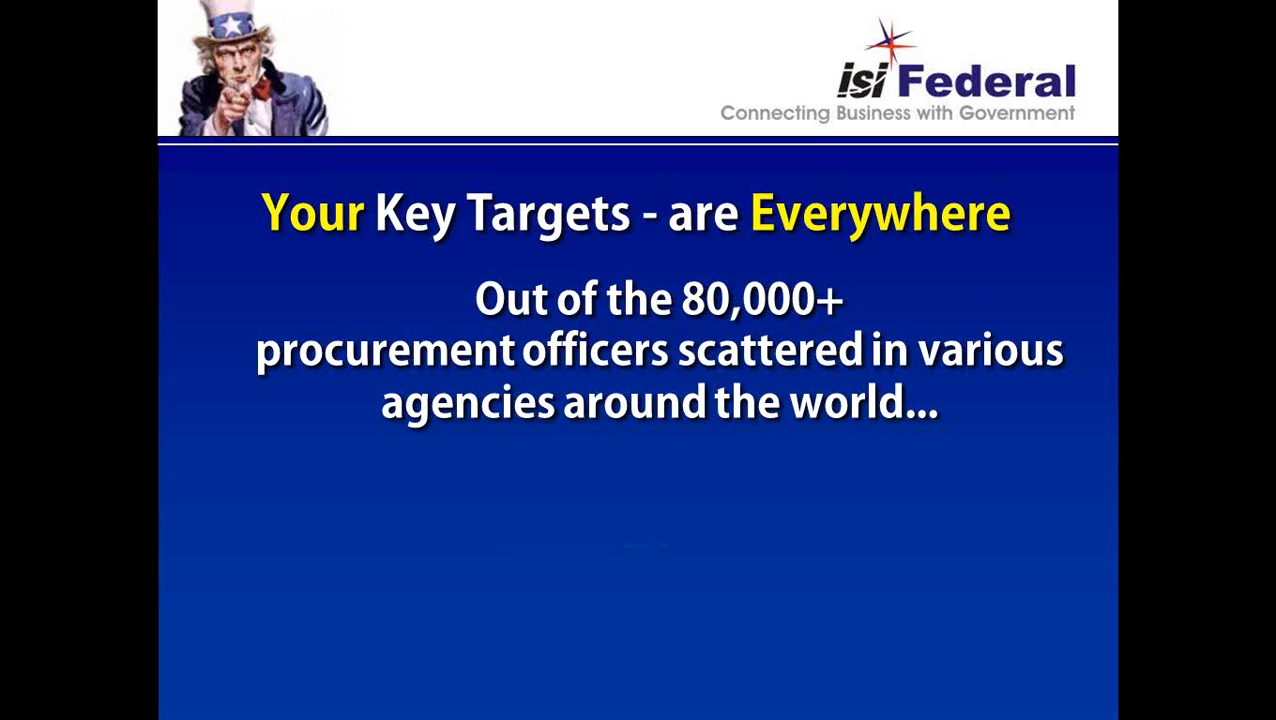 isi Federal
Connecting Business with Government
Your Key Targets - are Everywhere
Out of the 80,000+
procurement officers scattered in various
agencies around the world...